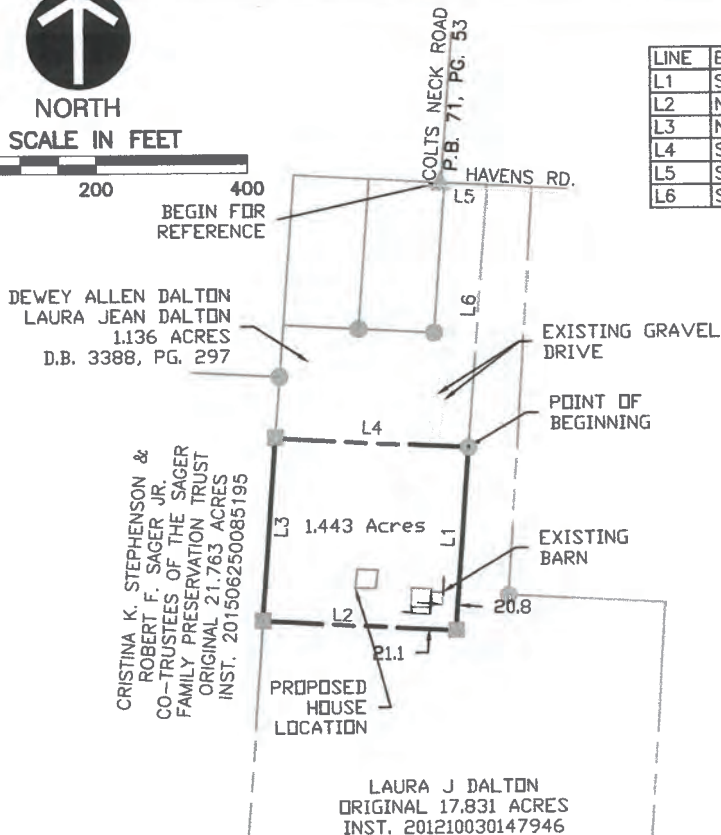 NORTH
SCALE IN FEET
200
400
COLTS NECK ROAD
P.B. 71, PG. 53
HAVENS RD.
L5
BEGIN FOR
REFERENCE
L6
DEWEY ALLEN DALTON
LAURA JEAN DALTON
1.136 ACRES
D.B. 3388, PG. 297
EXISTING GRAVEL
DRIVE
POINT OF
BEGINNING
L4
CRISTINA K. STEPHENSON &
ROBERT F. SAGER JR.
CO-TRUSTEES OF THE SAGER
FAMILY PRESERVATION TRUST
ORIGINAL 21.763 ACRES
INST. 201506250085195
L3
1.443 Acres
L1
EXISTING
BARN
L2
20.8
21.1
PROPOSED
HOUSE
LOCATION
LAURA J DALTON
ORIGINAL 17.831 ACRES
INST. 201210030147946
LINE
L1 S
L2 N
L3 N
L4 S
L5 S
L6 S